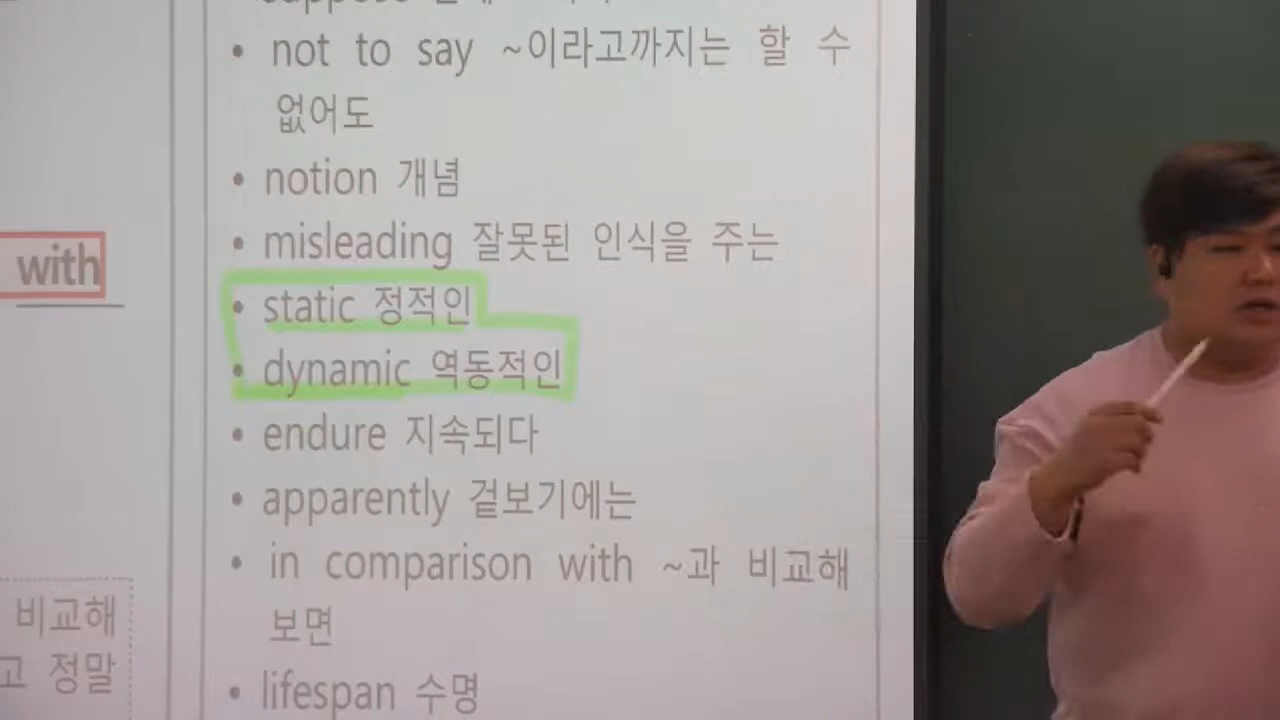 • not to say ~이라고까지는 할 수
없어도
• notion 개념
• misleading 잘못된 인식을 주는
with
• static 정적인
• dynamic 역동적인
• endure 지속되다
• apparently 겉보기에는
• in comparison with ~과 비교해
보면
비교해
고 정말
• lifespan 수명